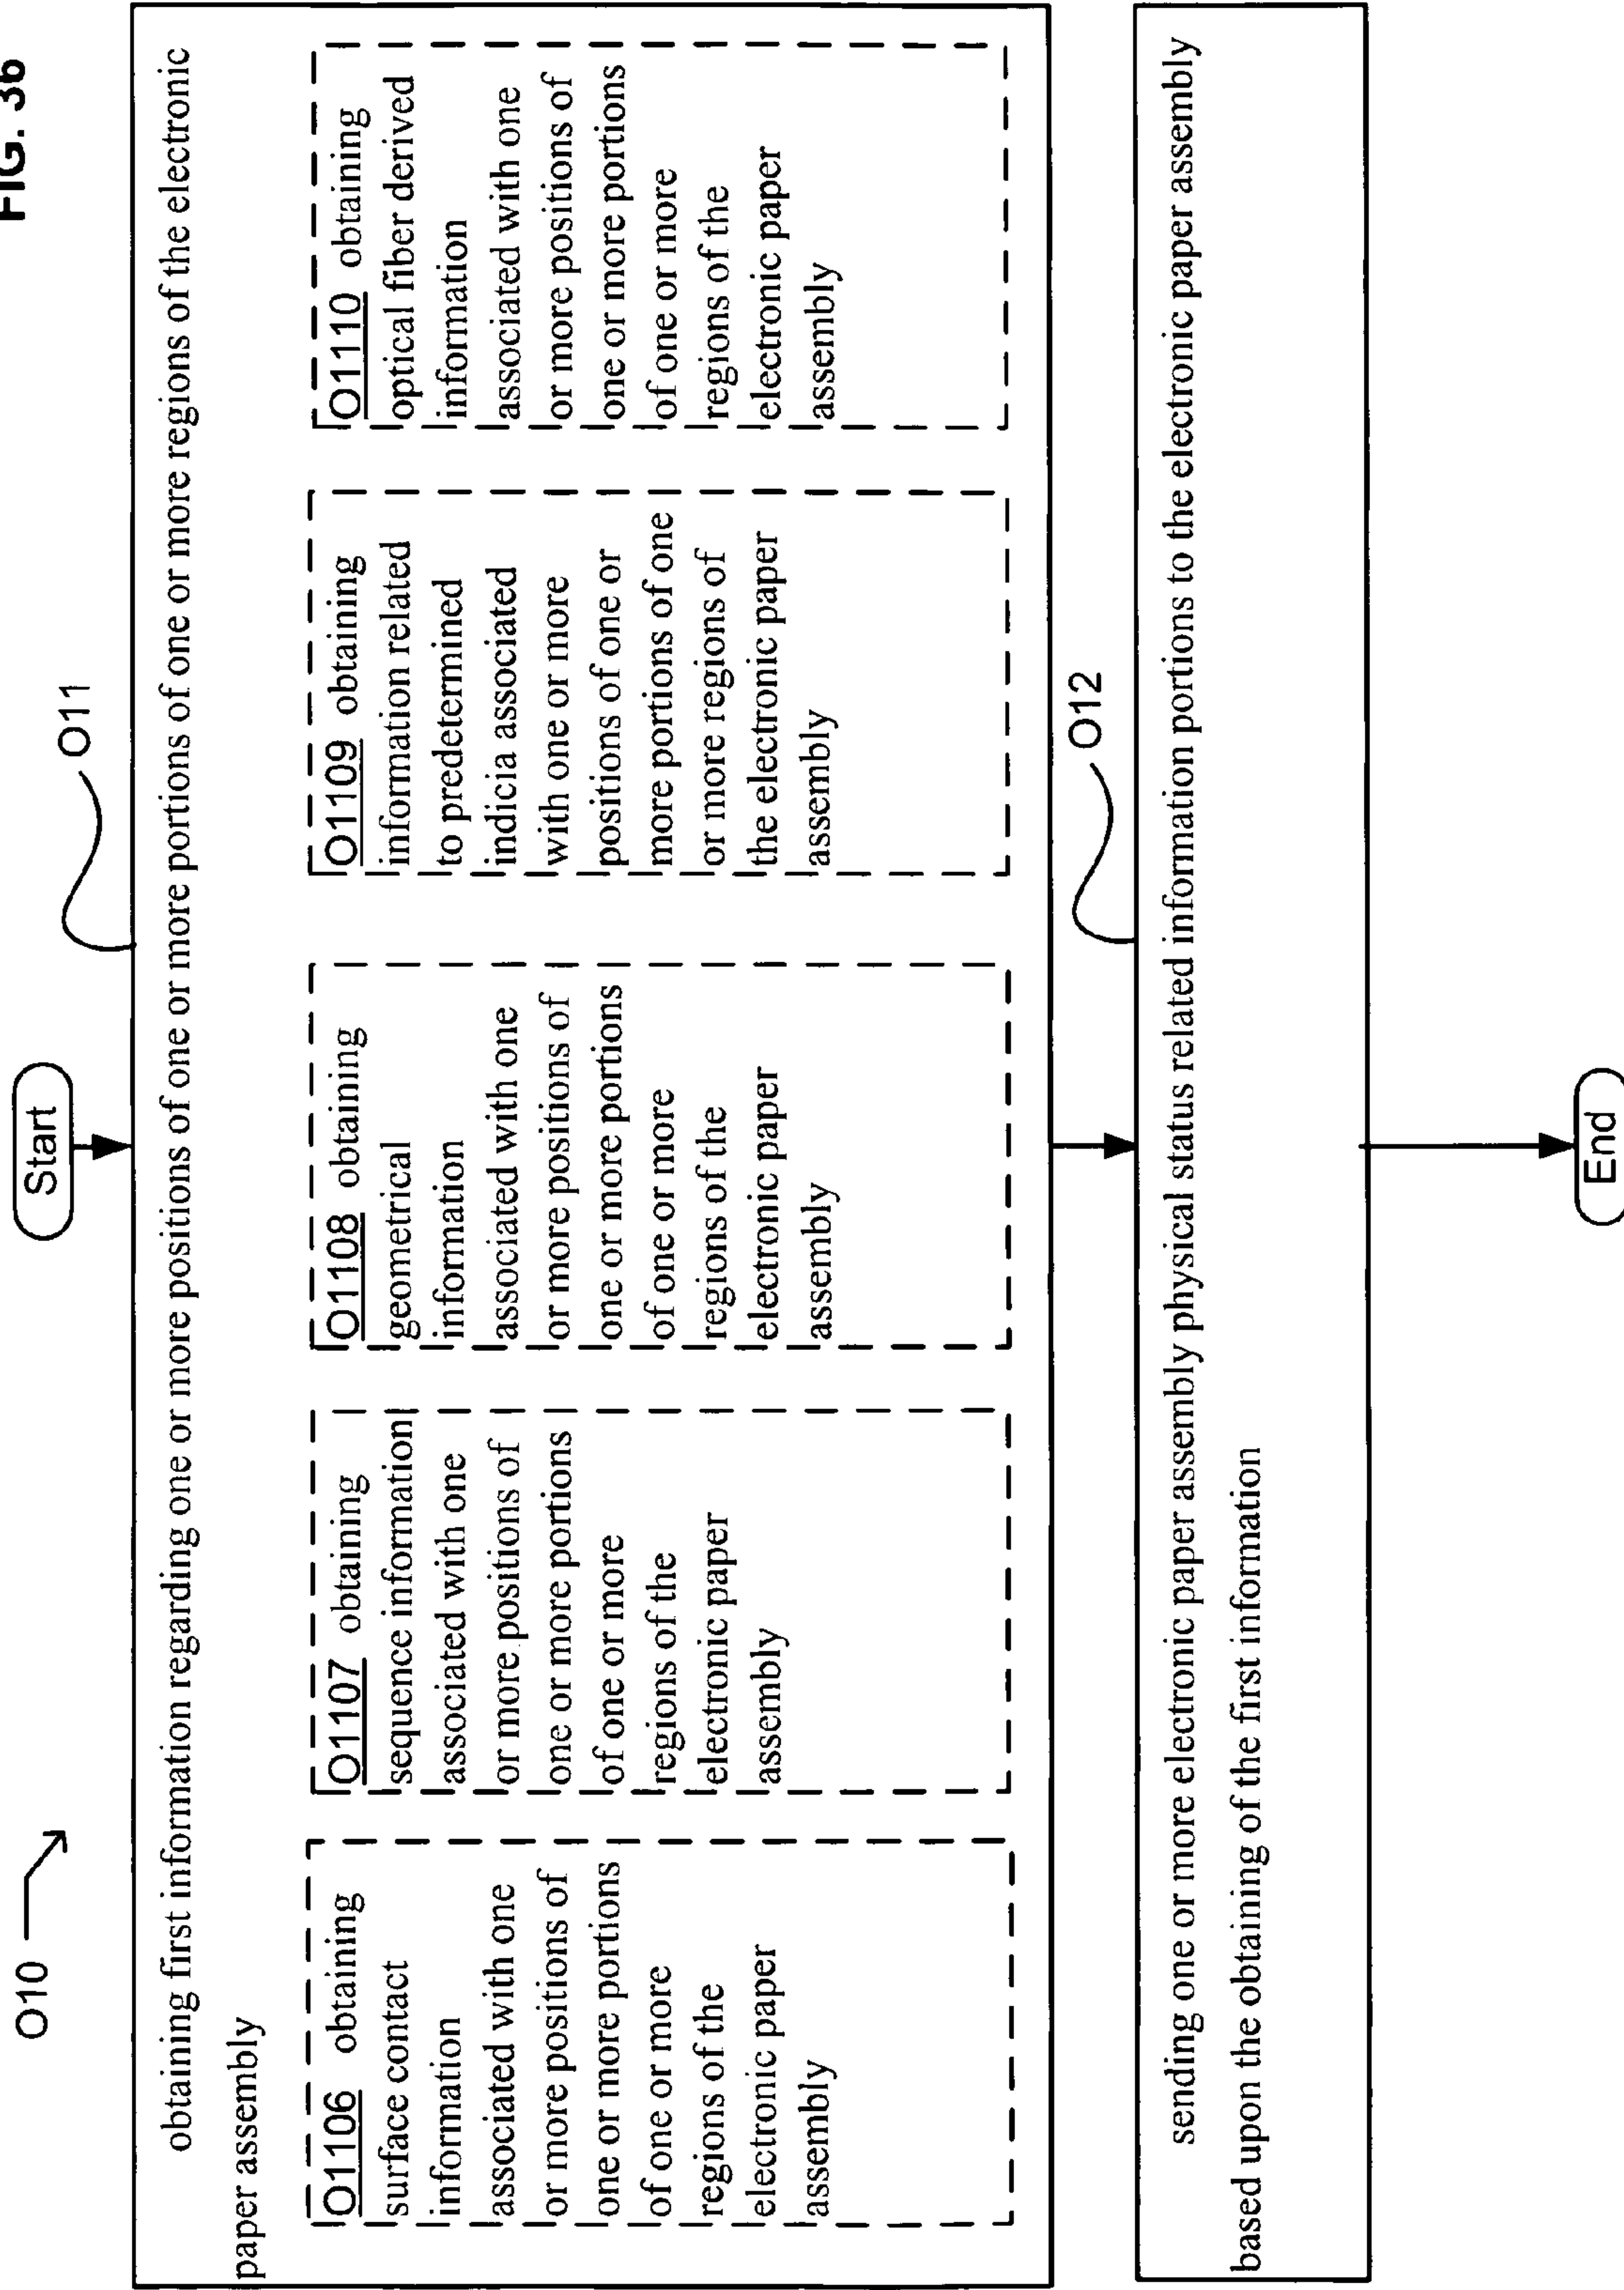 FIG. 3b
O10
Start
O11
obtaining first information regarding one or more positions of one or more portions of one or more regions of the electronic
paper assembly
O1106 obtaining
surface contact
information
associated with one
or more positions of
one or more portions
of one or more
regions of the
electronic paper
assembly
O1107 obtaining
sequence information
associated with one
or more positions of
one or more portions
of one or more
regions of the
electronic paper
assembly
O1108 obtaining
geometrical
information
associated with one
or more positions of
one or more portions
of one or more
regions of the
electronic paper
assembly
O1109 obtaining
information related
to predetermined
indicia associated
with one or more
positions of one or
more portions of one
or more regions of
the electronic paper
assembly
O1110 obtaining
optical fiber derived
information
associated with one
or more positions of
one or more portions
of one or more
regions of the
electronic paper
assembly
O12
sending one or more electronic paper assembly physical status related information portions to the electronic paper assembly
based upon the obtaining of the first information
End